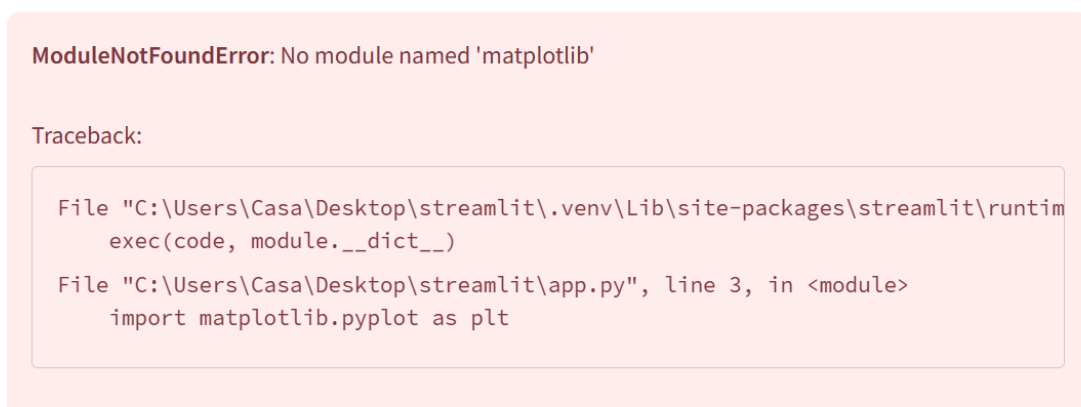 ModuleNotFoundError: No module named 'matplotlib'
Traceback:
File "C:\Users\Casa\Desktop\streamlit\.venv\Lib\site-packages\streamlit\runtim
exec(code, module.__dict__)
File "C:\Users\Casa\Desktop\streamlit\app.py", line 3, in <module>
import matplotlib.pyplot as plt